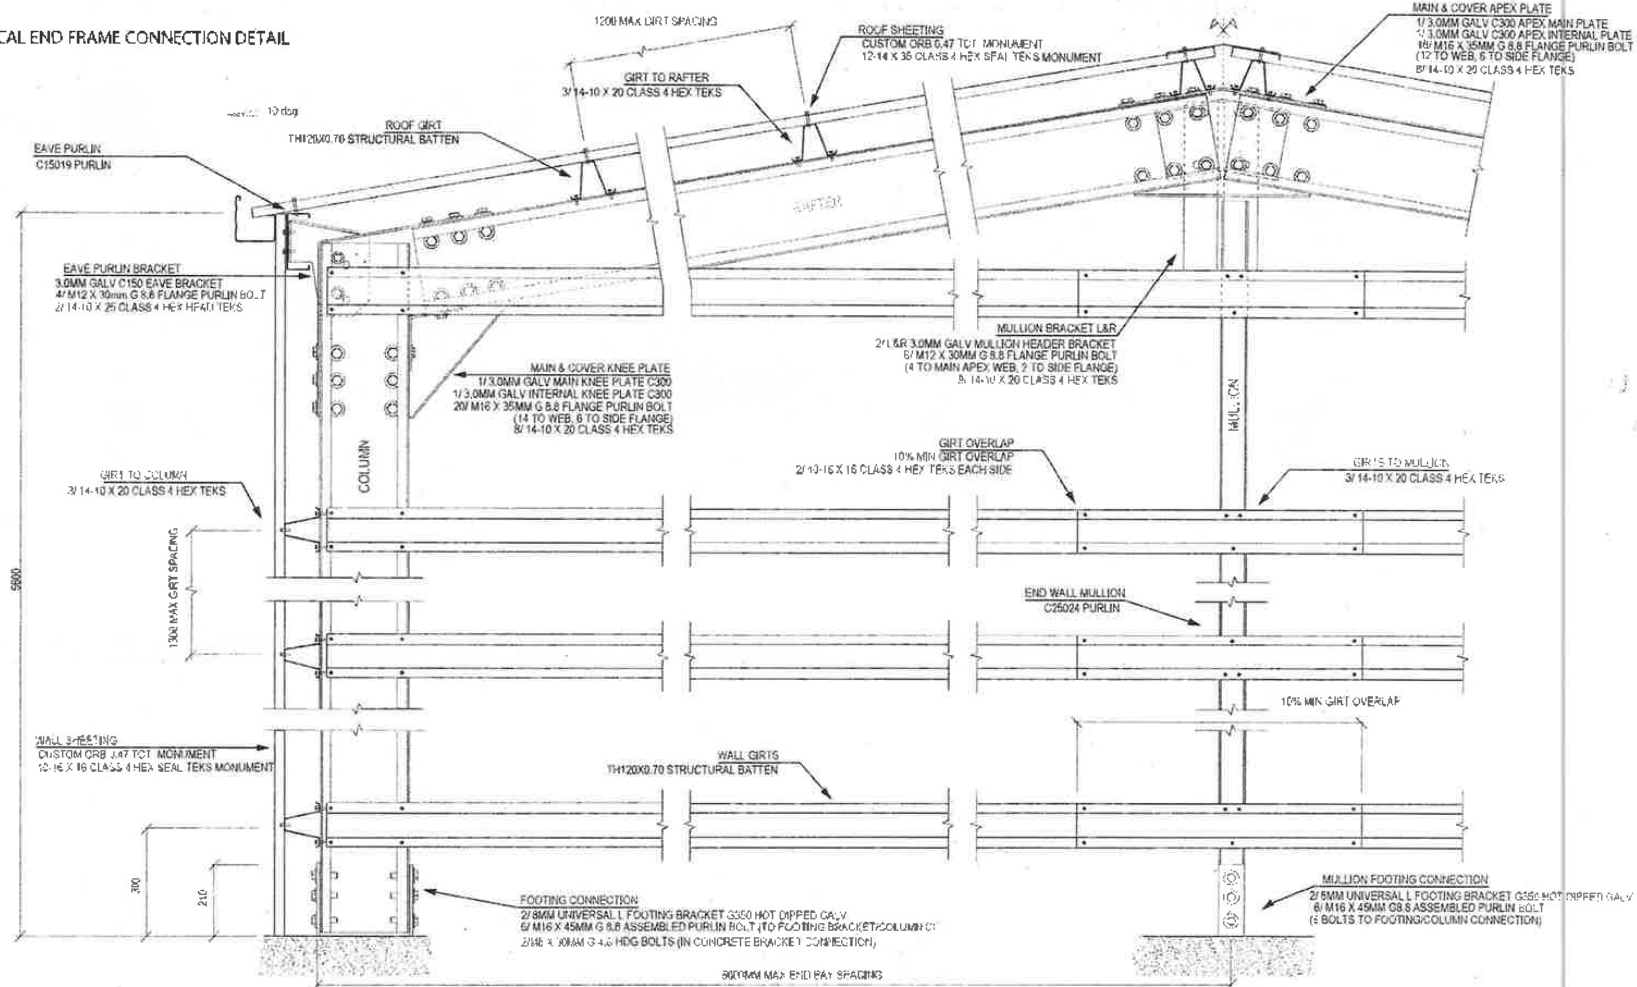 CAL END FRAME CONNECTION DETAIL
1200 MAX GIRT SPACING
ROOF SHEETING
CUSTOM ORB 0.47 TCT MONUMENT
12-14 X 35 CLASS 4 HEX SEAL TEKS MONUMENT
MAIN & COVER APEX PLATE
1/ 3.0MM GALV C300 APEX MAIN PLATE
1/ 3.0MM GALV C300 APEX INTERNAL PLATE
18/ M16 X 35MM G 8.8 FLANGE PURLIN BOLT
(12 TO WEB, 6 TO SIDE FLANGE)
8/ 14-10 X 20 CLASS 4 HEX TEKS
GIRT TO RAFTER
3/ 14-10 X 20 CLASS 4 HEX TEKS
10 deg
ROOF GIRT
TH120X0.70 STRUCTURAL BATTEN
EAVE PURLIN
C15019 PURLIN
RAFTER
EAVE PURLIN BRACKET
3.0MM GALV C150 EAVE BRACKET
4/ M12 X 30mm G 8.8 FLANGE PURLIN BOLT
2/ 14-10 X 25 CLASS 4 HEX HEAD TEKS
MULLION BRACKET L&R
2/ L&R 3.0MM GALV MULLION HEADER BRACKET
6/ M12 X 30MM G 8.8 FLANGE PURLIN BOLT
(4 TO MAIN APEX WEB, 2 TO SIDE FLANGE)
14-10 X 20 CLASS 4 HEX TEKS
MAIN & COVER KNEE PLATE
1/ 3.0MM GALV MAIN KNEE PLATE C300
1/ 3.0MM GALV INTERNAL KNEE PLATE C300
20/ M16 X 35MM G 8.8 FLANGE PURLIN BOLT
(14 TO WEB, 6 TO SIDE FLANGE)
8/ 14-10 X 20 CLASS 4 HEX TEKS
MULLION
COLUMN
GIRT OVERLAP
10% MIN GIRT OVERLAP
2/ 10-16 X 16 CLASS 4 HEX TEKS EACH SIDE
GIRT TO COLUMN
3/ 14-10 X 20 CLASS 4 HEX TEKS
GIRTS TO MULLION
3/ 14-10 X 20 CLASS 4 HEX TEKS
1300 MAX GIRT SPACING
END WALL MULLION
C25024 PURLIN
10% MIN GIRT OVERLAP
WALL SHEETING
CUSTOM ORB 0.47 TCT MONUMENT
10-16 X 16 CLASS 4 HEX SEAL TEKS MONUMENT
WALL GIRTS
TH120X0.70 STRUCTURAL BATTEN
300
210
FOOTING CONNECTION
2/ 8MM UNIVERSAL L FOOTING BRACKET G350 HOT DIPPED GALV
6/ M16 X 45MM G 8.8 ASSEMBLED PURLIN BOLT (TO FOOTING BRACKET/COLUMN
HDG BOLTS (IN CONCRETE BRACKET CONNECTION)
MULLION FOOTING CONNECTION
UNIVERSAL L FOOTING BRACKET G350 HOT DIPPED GALV
6/ M16 X 45MM G8.8 ASSEMBLED PURLIN BOLT
(6 BOLTS TO FOOTING/COLUMN CONNECTION)
MAX END BAY SPACING